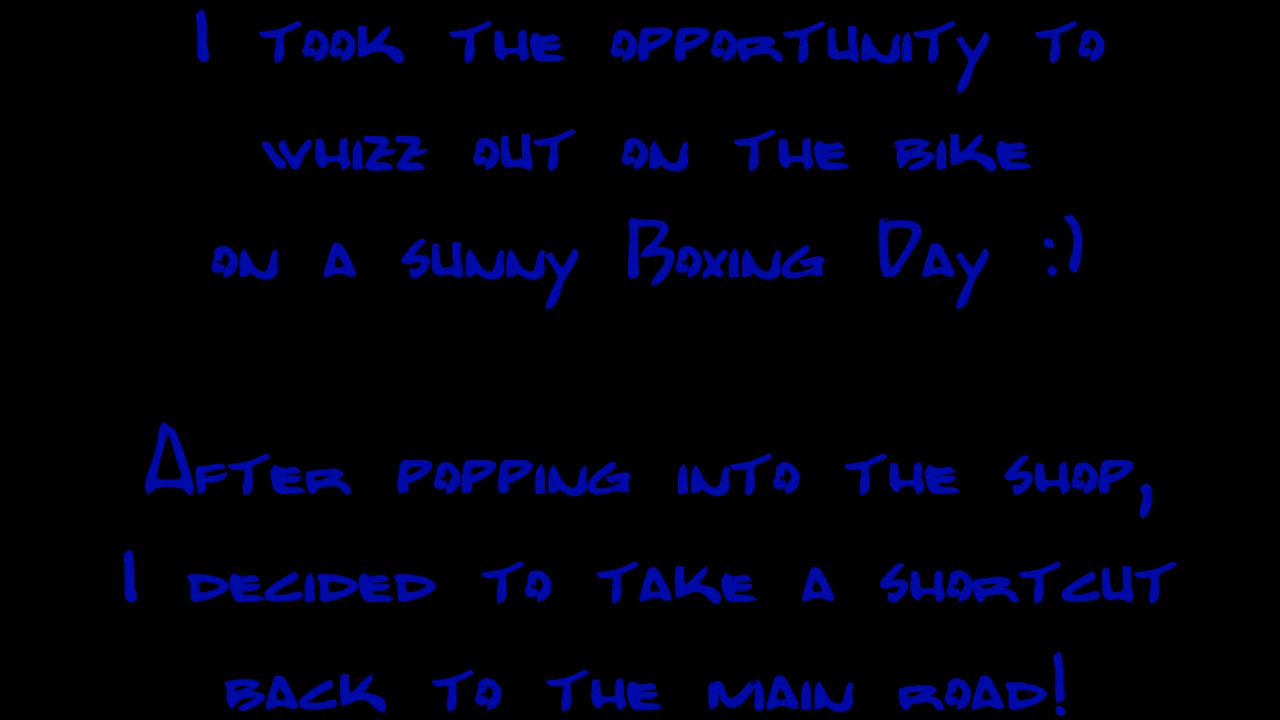 I took the opportunity to
whizz out on the bike
on a sunny Boxing Day :)
After popping into the shop,
I decided to take a shortcut
back to the main road!